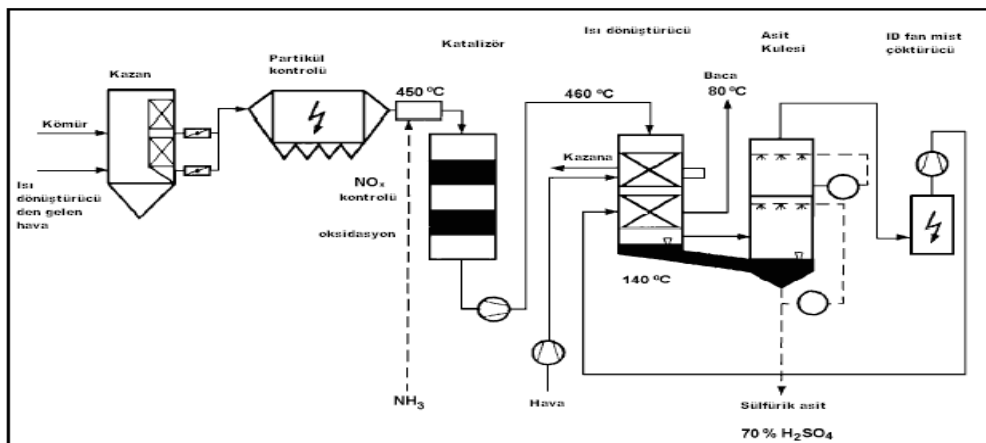 Kazan
Partikül
kontrolü
Katalizör
Isı dönüştürücü
Asit
Kulesi
ID fan mist
çöktürücü
450 ºC
460 ºC
Baca
80 ºC
Kömür
Isı
dönüştürücü
den gelen
hava
NOx
kontrolü
oksidasyon
Kazana
140 ºC
NH3
Hava
Sülfürik asit
70 % H2SO4